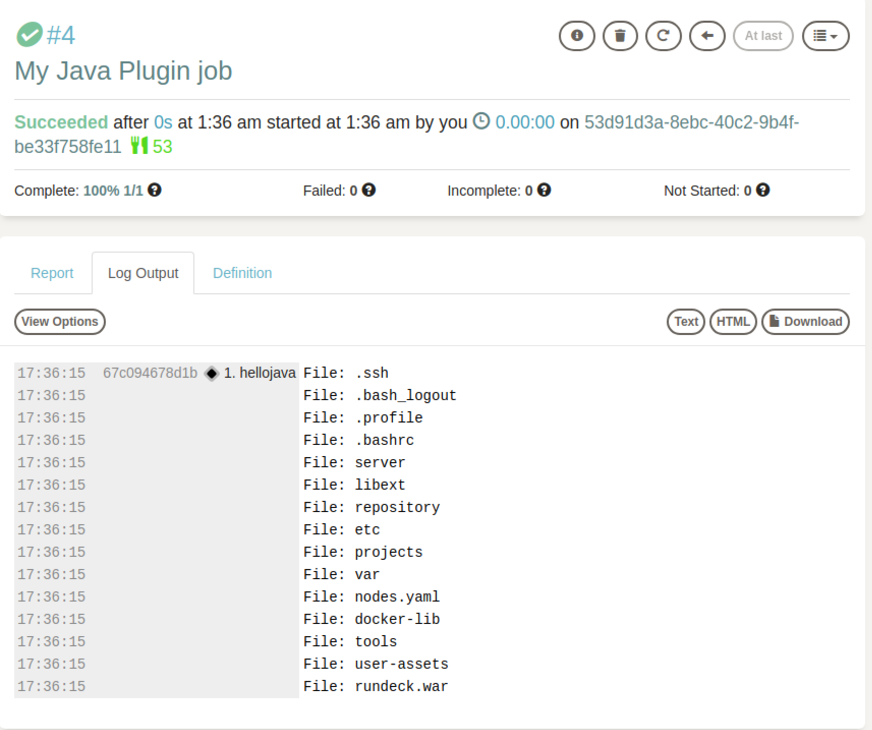 #4
At last
My Java Plugin job
Succeeded after 0s at 1:36 am started at 1:36 am by you 0.00:00 on 53d91d3a-8ebc-40c2-9b4f-
be33f758fe11 53
Complete: 100% 1/1 Failed: 0 Incomplete: 0 Not Started: 0
Report Log Output Definition
View Options Text HTML Download
17:36:15 67c094678d1b 1. hellojava File: .ssh
17:36:15 File: .bash_logout
17:36:15 File: .profile
17:36:15 File: .bashrc
17:36:15 File: server
17:36:15 File: libext
17:36:15 File: repository
17:36:15 File: etc
17:36:15 File: projects
17:36:15 File: var
17:36:15 File: nodes.yaml
17:36:15 File: docker-lib
17:36:15 File: tools
17:36:15 File: user-assets
17:36:15 File: rundeck.war